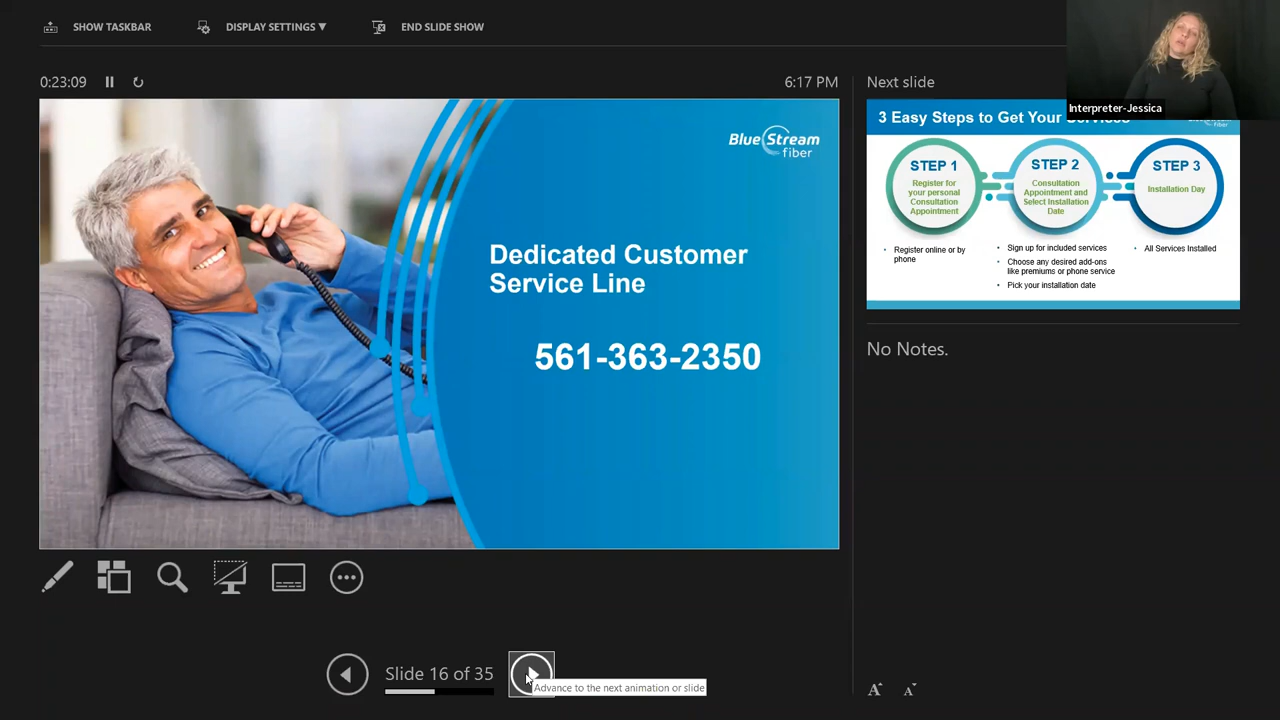 SHOW TASKBAR
DISPLAY SETTINGS ▼
END SLIDE SHOW
0:23:09
6:17 PM
Blue Stream
fiber
Dedicated Customer
Service Line
561-363-2350
Slide 16 of 35
Advance to the next animation or slide
Next slide
Interpreter-Jessica
3 Easy Steps to Get Your Services
fiber
STEP 1
Register for
your personal
Consultation
Appointment
STEP 2
Consultation
Appointment and
Select Installation
Date
STEP 3
Installation Day
• Register online or by
phone
• Sign up for included services
• Choose any desired add-ons
like premiums or phone service
• Pick your installation date
• All Services Installed
No Notes.
A A